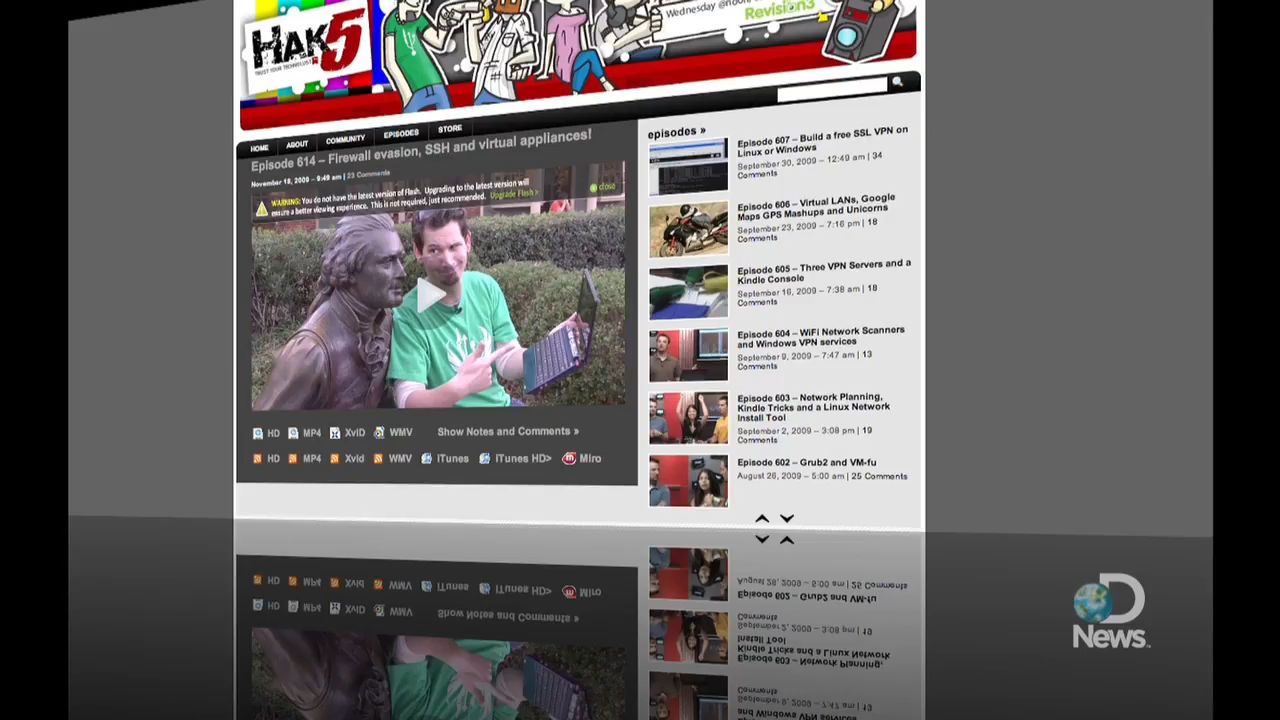 Wednesday @noon
Revision3
HAK5
TRUST YOUR TECHNOLUST
HOME ABOUT COMMUNITY EPISODES STORE
Episode 614 – Firewall evasion, SSH and virtual appliances!
November 18, 2009 – 9:49 am | 23 Comments
WARNING: You do not have the latest version of Flash. Upgrading to the latest version will
ensure a better viewing experience. This is not required, just recommended. Upgrade Flash »
close
HD MP4 XviD WMV Show Notes and Comments »
HD MP4 Xvid WMV iTunes iTunes HD> Miro
episodes »
Episode 607 – Build a free SSL VPN on
Linux or Windows
September 30, 2009 – 12:49 am | 34
Comments
Episode 606 – Virtual LANs, Google
Maps GPS Mashups and Unicorns
September 23, 2009 – 7:16 pm | 18
Comments
Episode 605 – Three VPN Servers and a
Kindle Console
September 16, 2009 – 7:38 am | 18
Comments
Episode 604 – WiFi Network Scanners
and Windows VPN services
September 9, 2009 – 7:47 am | 13
Comments
Episode 603 – Network Planning,
Kindle Tricks and a Linux Network
Install Tool
September 2, 2009 – 3:08 pm | 19
Comments
Episode 602 – Grub2 and VM-fu
August 26, 2009 – 5:00 am | 25 Comments
D
News